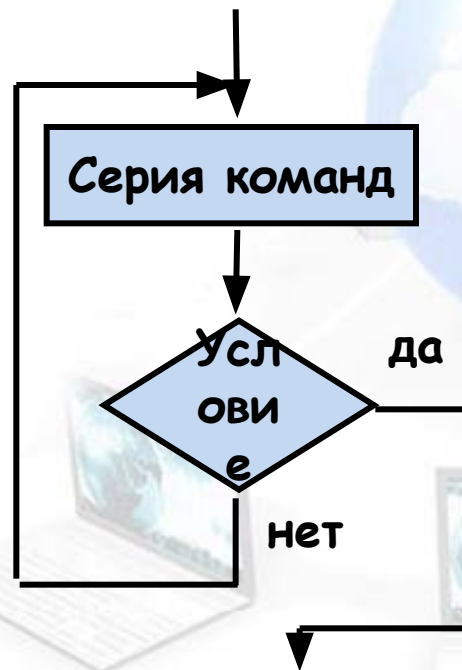 Серия команд
Усл
ови
е
да
нет